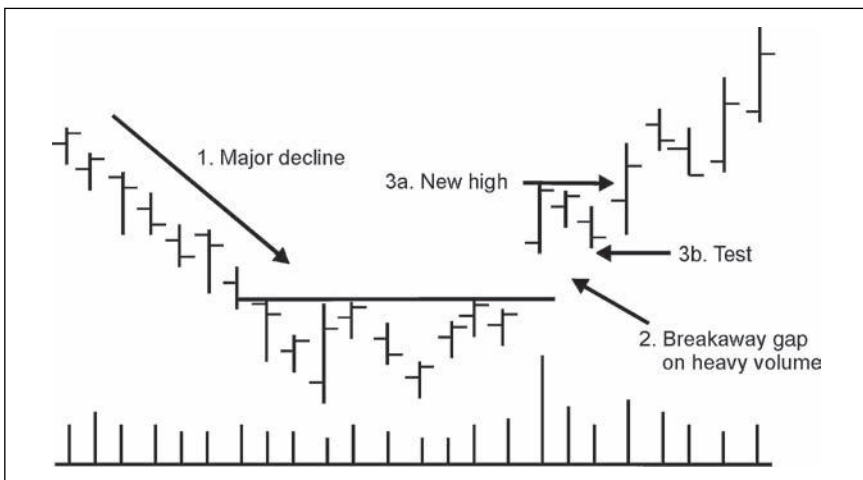 1. Major decline
3a. New high
3b. Test
2. Breakaway gap
on heavy volume